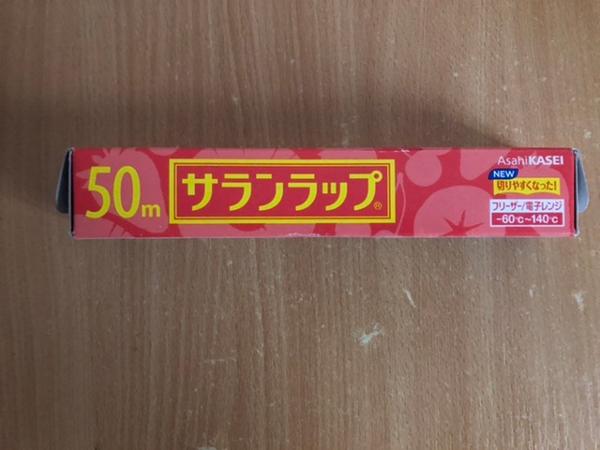 50m
サランラップ®
AsahiKASEI
NEW
切りやすくなった!
フリーザー/電子レンジ
−60℃~140℃